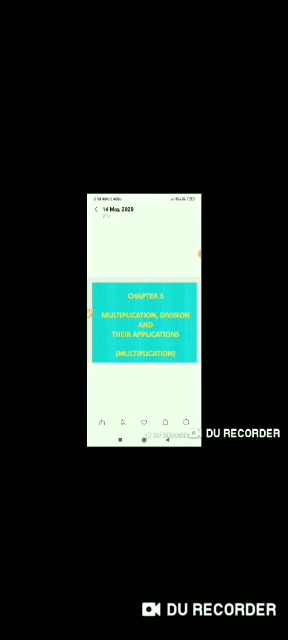 14 May, 2020
CHAPTER 3
MULTIPLICATION, DIVISION
AND
THEIR APPLICATIONS
(MULTIPLICATION)
DU RECORDER
DU RECORDER